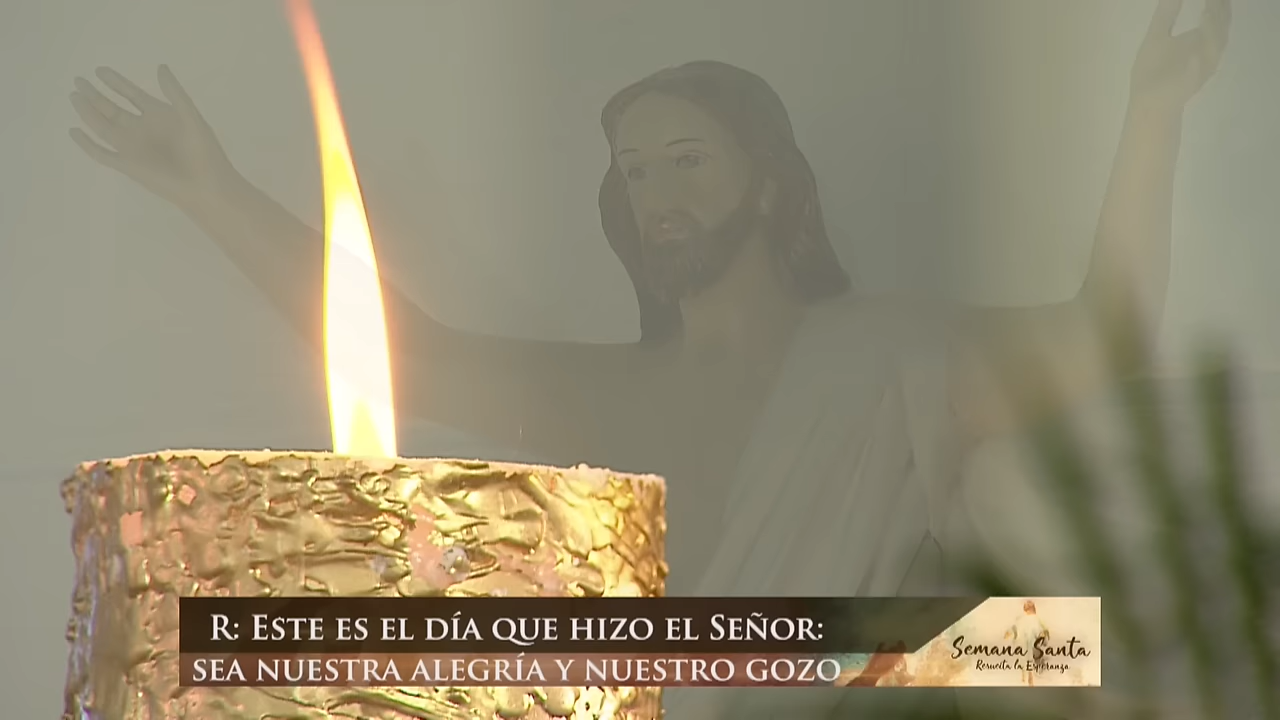 R: Este es el día que hizo el Señor:
sea nuestra alegría y nuestro gozo
Semana Santa
Resucita la Esperanza